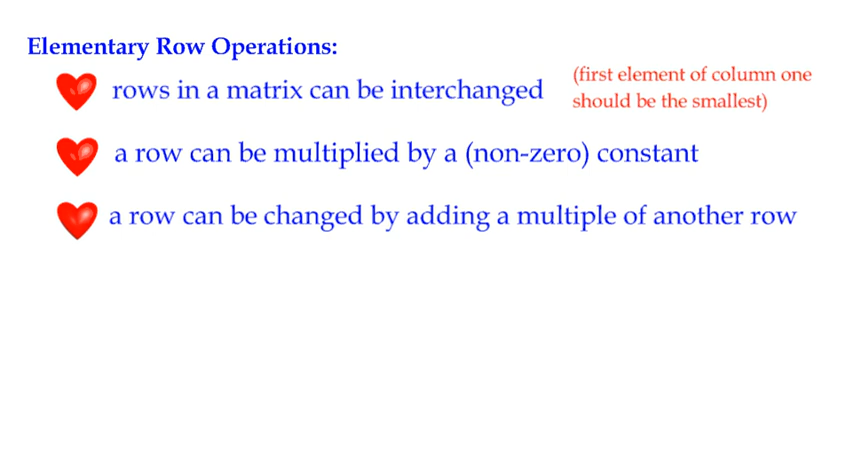 Elementary Row Operations:
rows in a matrix can be interchanged
(first element of column one
should be the smallest)
a row can be multiplied by a (non-zero) constant
a row can be changed by adding a multiple of another row